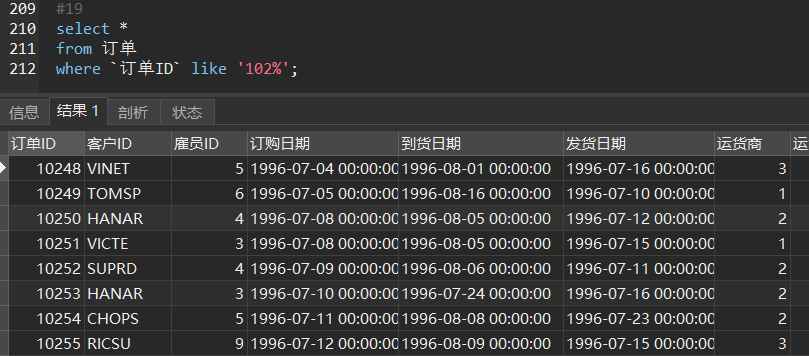 209 #19
210 select *
211 from 订单
212 where `订单ID` like '102%';
信息 结果 1 剖析 状态
订单ID 客户ID 雇员ID 订购日期 到货日期 发货日期 运货商 运
10248 VINET 5 1996-07-04 00:00:00 1996-08-01 00:00:00 1996-07-16 00:00:00 3
10249 TOMSP 6 1996-07-05 00:00:00 1996-08-16 00:00:00 1996-07-10 00:00:00 1
10250 HANAR 4 1996-07-08 00:00:00 1996-08-05 00:00:00 1996-07-12 00:00:00 2
10251 VICTE 3 1996-07-08 00:00:00 1996-08-05 00:00:00 1996-07-15 00:00:00 1
10252 SUPRD 4 1996-07-09 00:00:00 1996-08-06 00:00:00 1996-07-11 00:00:00 2
10253 HANAR 3 1996-07-10 00:00:00 1996-07-24 00:00:00 1996-07-16 00:00:00 2
10254 CHOPS 5 1996-07-11 00:00:00 1996-08-08 00:00:00 1996-07-23 00:00:00 2
10255 RICSU 9 1996-07-12 00:00:00 1996-08-09 00:00:00 1996-07-15 00:00:00 3